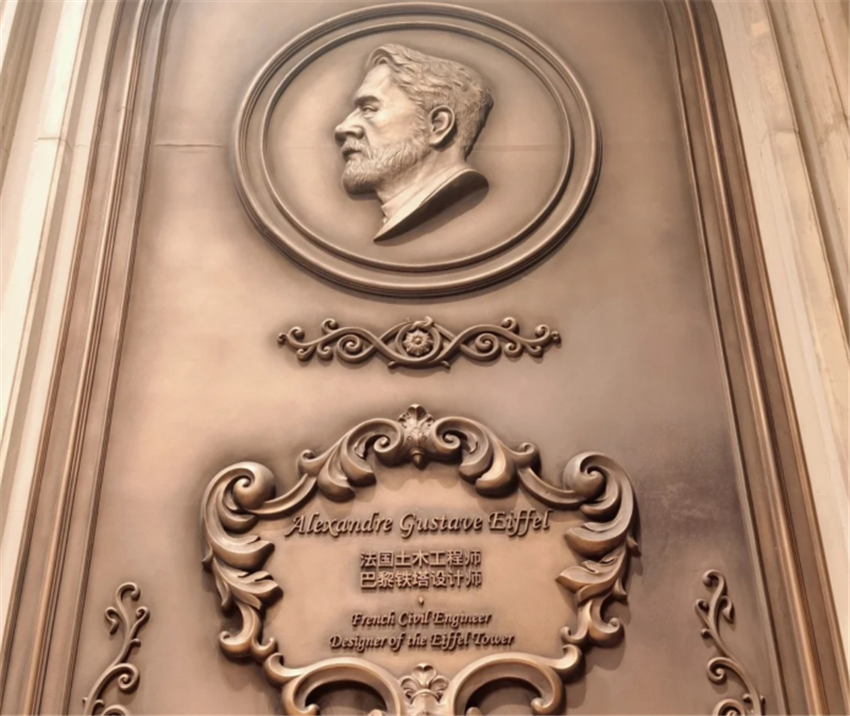 Alexandre Gustave Eiffel
法国土木工程师
巴黎铁塔设计师
French Civil Engineer
Designer of the Eiffel Tower